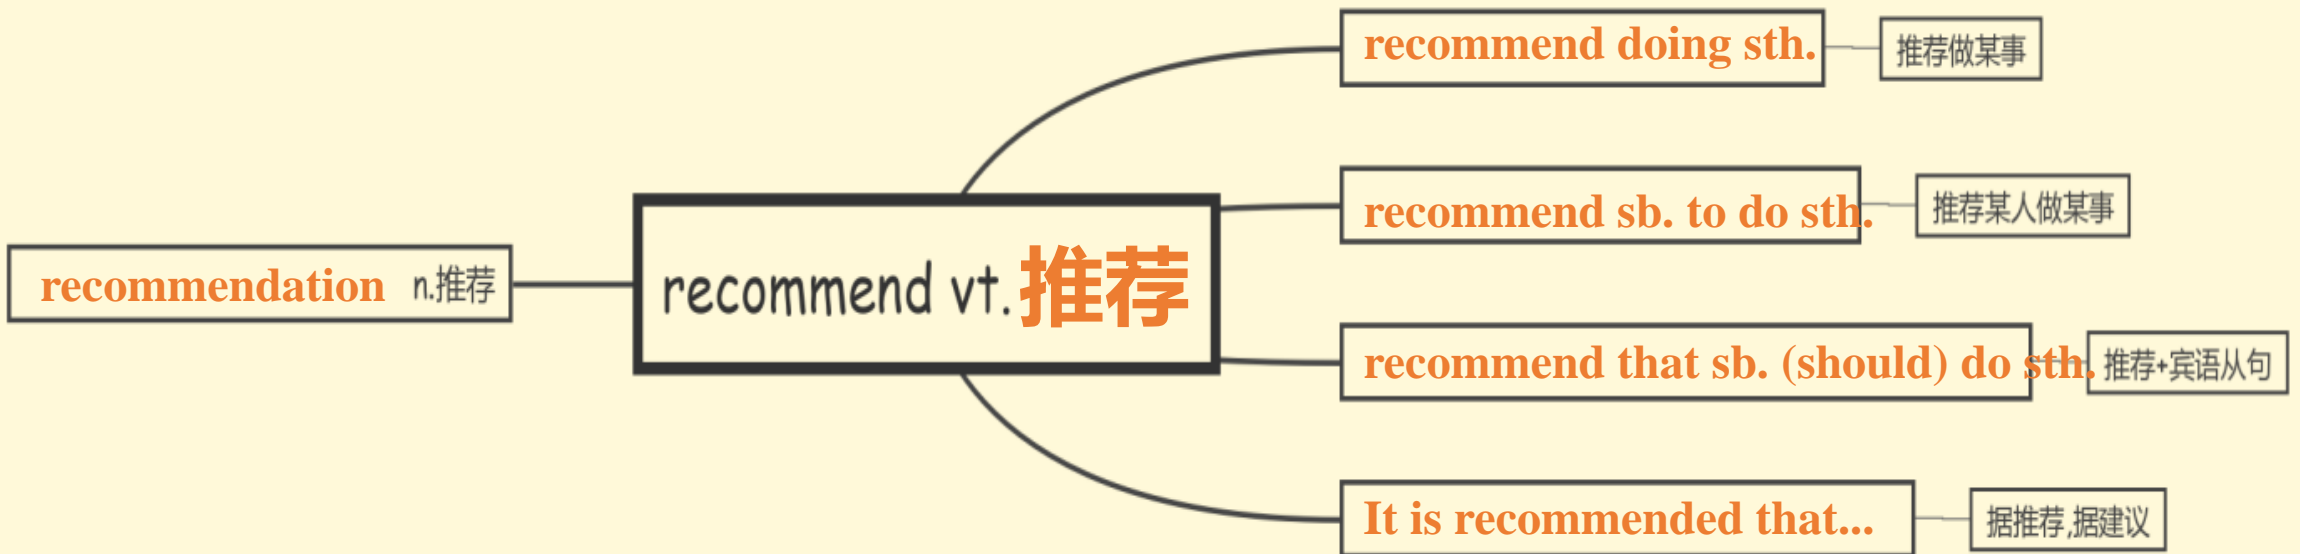 recommend doing sth.
推荐做某事
recommend sb. to do sth.
推荐某人做某事
recommendation n.推荐
recommend vt.推荐
recommend that sb. (should) do sth.
推荐+宾语从句
It is recommended that...
据推荐,据建议